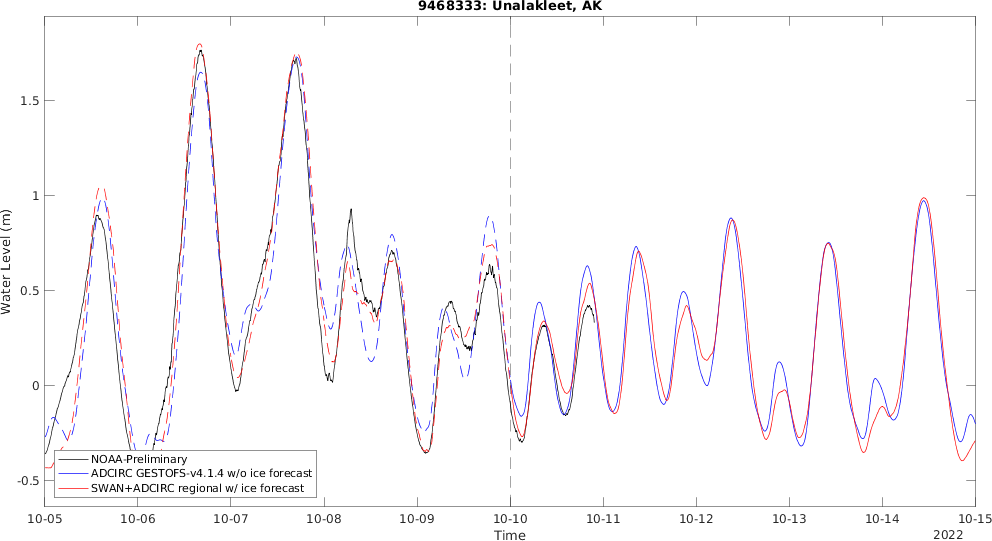 9468333: Unalakleet, AK
Water Level (m)
1.5
1
0.5
0
-0.5
NOAA-Preliminary
ADCIRC GESTOFS-v4.1.4 w/o ice forecast
SWAN+ADCIRC regional w/ ice forecast
10-05 10-06 10-07 10-08 10-09 10-10 10-11 10-12 10-13 10-14 10-15
Time
2022